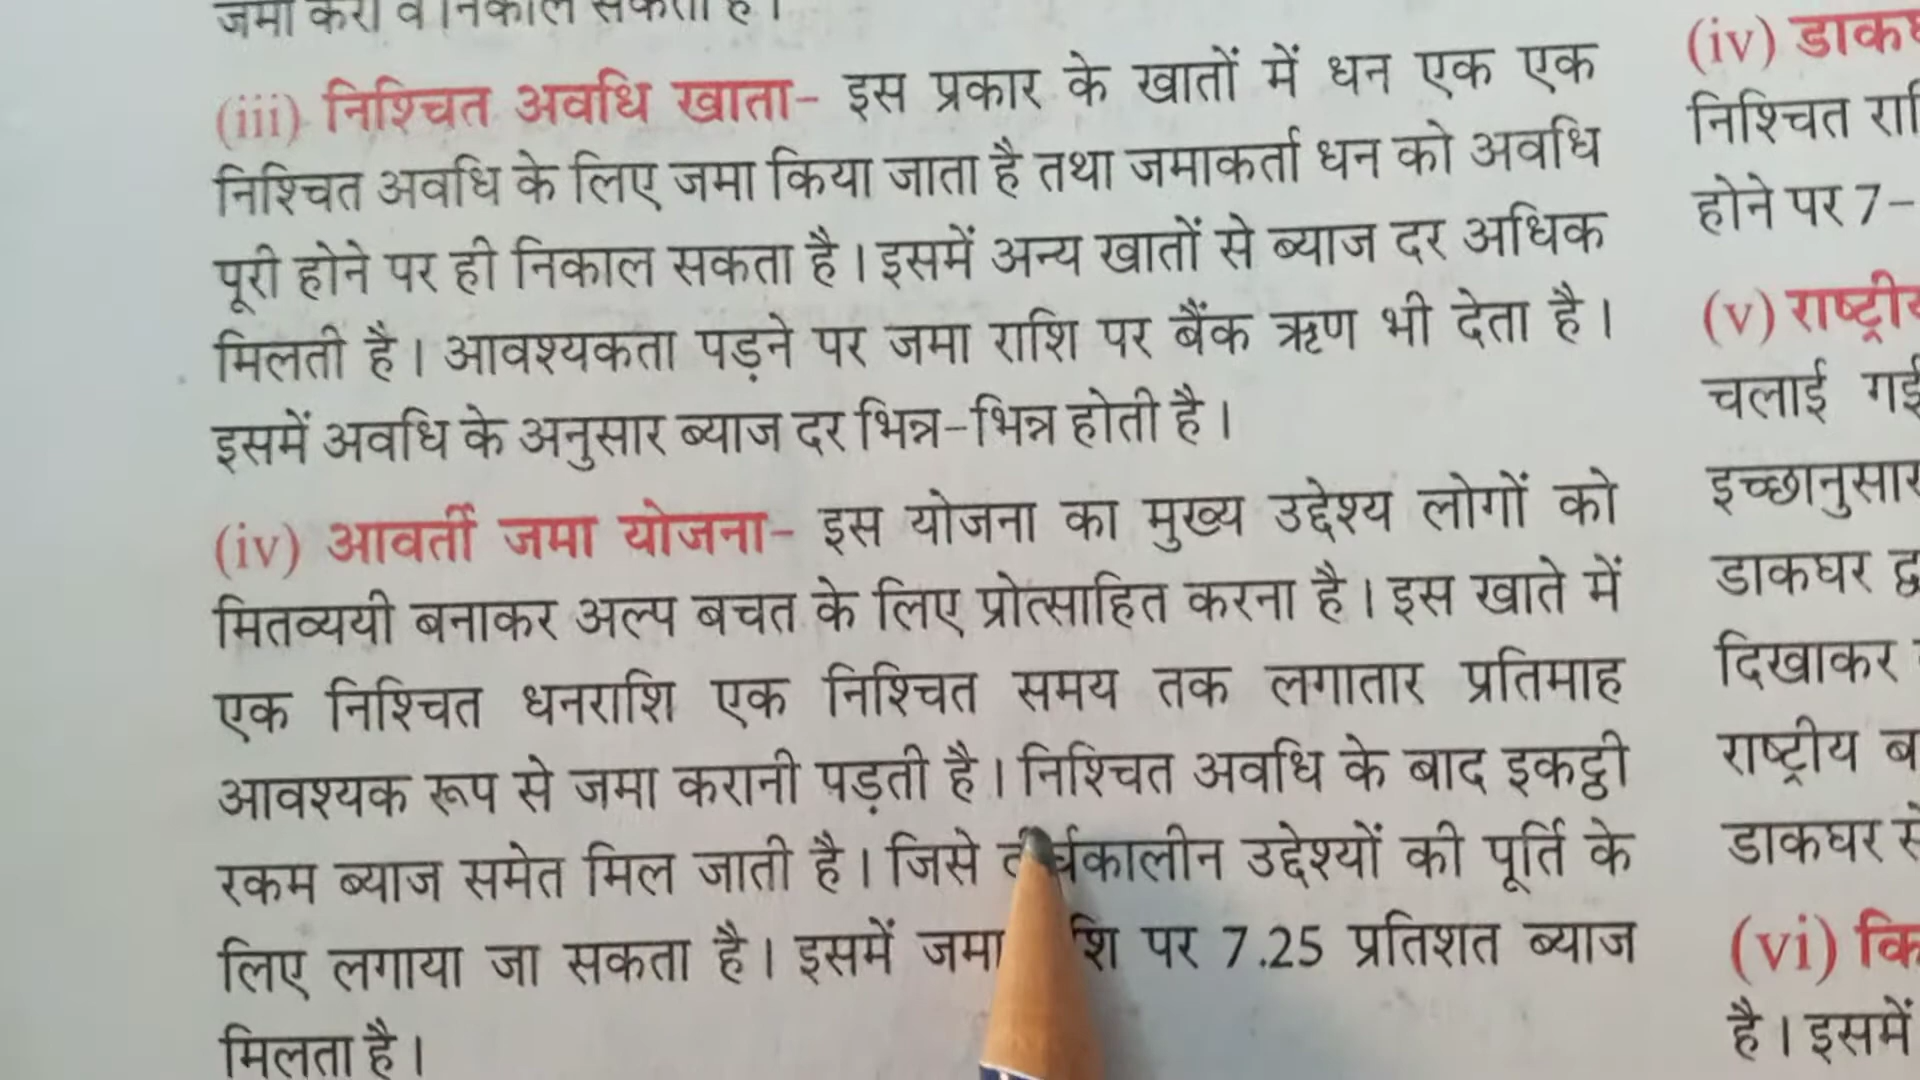 जमा करा व निकाल सकता है।
(iii) निश्चित अवधि खाता- इस प्रकार के खातों में धन एक एक
निश्चित अवधि के लिए जमा किया जाता है तथा जमाकर्ता धन को अवधि
पूरी होने पर ही निकाल सकता है। इसमें अन्य खातों से ब्याज दर अधिक
मिलती है। आवश्यकता पड़ने पर जमा राशि पर बैंक ऋण भी देता है।
इसमें अवधि के अनुसार ब्याज दर भिन्न-भिन्न होती है।
(iv) आवर्ती जमा योजना- इस योजना का मुख्य उद्देश्य लोगों को
मितव्ययी बनाकर अल्प बचत के लिए प्रोत्साहित करना है। इस खाते में
एक निश्चित धनराशि एक निश्चित समय तक लगातार प्रतिमाह
आवश्यक रूप से जमा करानी पड़ती है। निश्चित अवधि के बाद इकट्ठी
रकम ब्याज समेत मिल जाती है। जिसे उद्देश्यों की पूर्ति के
लिए लगाया जा सकता है। इसमें जमा पर 7.25 प्रतिशत ब्याज
मिलता है।
(iv)
निश्चित
होने पर 7-
(v)
चलाई
इच्छानुसार
डाकघर
दिखाकर
राष्ट्रीय
डाकघर
(vi)
है। इसमें